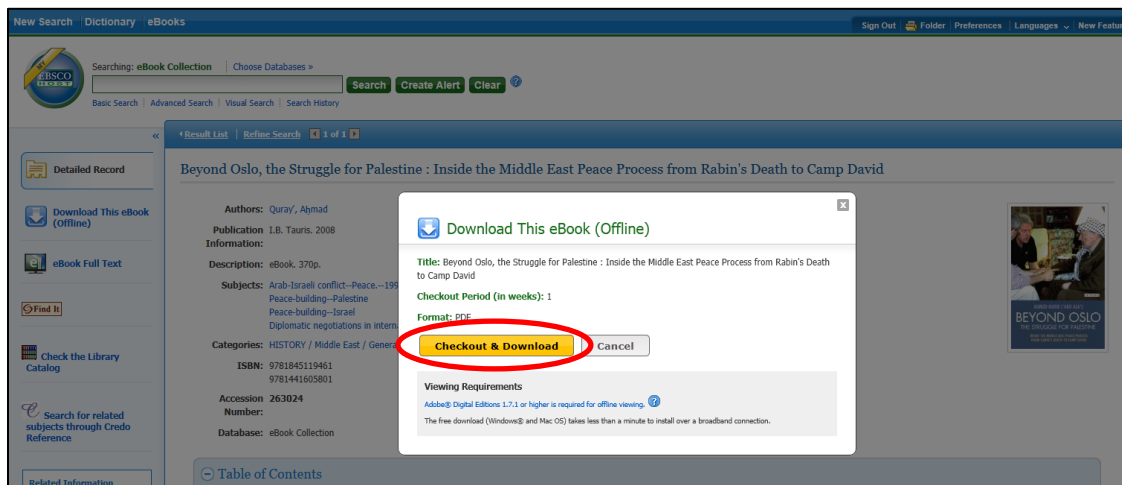 New Search | Dictionary | eBooks
Sign Out | Folder | Preferences | Languages | New Featur
MY
EBSCO
HOST
Searching: eBook Collection | Choose Databases »
Search Create Alert Clear ?
Basic Search | Advanced Search | Visual Search | Search History
«
Result List | Refine Search 1 of 1
Detailed Record
Download This eBook
(Offline)
eBook Full Text
Find It
Check the Library
Catalog
Search for related
subjects through Credo
Reference
Related Information
Beyond Oslo, the Struggle for Palestine : Inside the Middle East Peace Process from Rabin's Death to Camp David
Authors: Quray', Aḥmad
Publication I.B. Tauris. 2008
Information:
Description: eBook. 370p.
Subjects: Arab-Israeli conflict--Peace.--199
Peace-building--Palestine
Peace-building--Israel
Diplomatic negotiations in intern
Categories: HISTORY / Middle East / Genera
ISBN: 9781845119461
9781441605801
Accession 263024
Number:
Database: eBook Collection
Table of Contents
Download This eBook (Offline)
Title: Beyond Oslo, the Struggle for Palestine : Inside the Middle East Peace Process from Rabin's Death
to Camp David
Checkout Period (in weeks): 1
Format: PDF
Checkout & Download Cancel
Viewing Requirements
Adobe® Digital Editions 1.7.1 or higher is required for offline viewing. ?
The free download (Windows® and Mac OS) takes less than a minute to install over a broadband connection.
BEYOND OSLO
THE STRUGGLE FOR PALESTINE